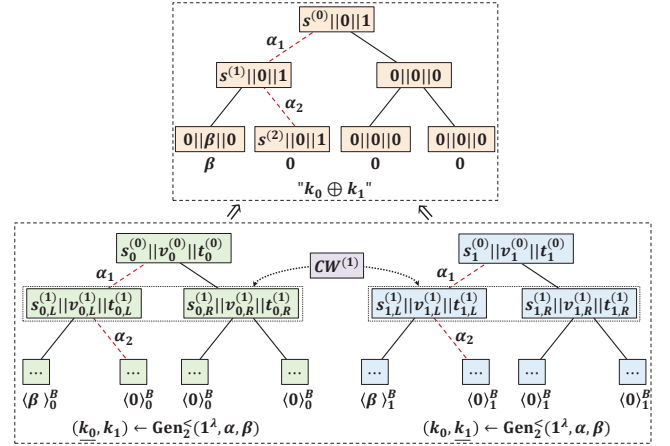 s^{(0)}||0||1
α_1
s^{(1)}||0||1 0||0||0
α_2
0||β||0 s^{(2)}||0||1 0||0||0 0||0||0
β 0 0 0
"k_0 ⊕ k_1"
s_0^{(0)}||v_0^{(0)}||t_0^{(0)} s_1^{(0)}||v_1^{(0)}||t_1^{(0)}
α_1 CW^{(1)} α_1
s_{0,L}^{(1)}||v_{0,L}^{(1)}||t_{0,L}^{(1)} s_{0,R}^{(1)}||v_{0,R}^{(1)}||t_{0,R}^{(1)} s_{1,L}^{(1)}||v_{1,L}^{(1)}||t_{1,L}^{(1)} s_{1,R}^{(1)}||v_{1,R}^{(1)}||t_{1,R}^{(1)}
α_2 α_2
... ... ... ... ... ... ... ...
⟨β⟩_0^B ⟨0⟩_0^B ⟨0⟩_0^B ⟨0⟩_0^B ⟨β⟩_1^B ⟨0⟩_1^B ⟨0⟩_1^B ⟨0⟩_1^B
(k_0, k_1) ← Gen_2^<(1^λ, α, β) (k_0, k_1) ← Gen_2^<(1^λ, α, β)